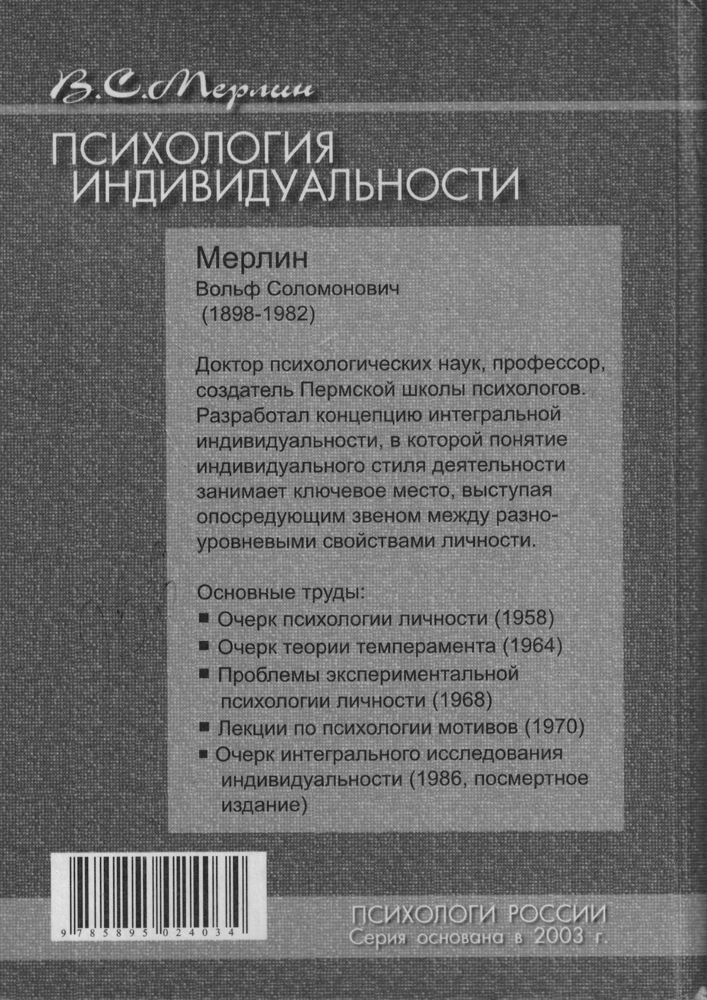 В.С.Мерлин
ПСИХОЛОГИЯ
ИНДИВИДУАЛЬНОСТИ
Мерлин
Вольф Соломонович
(1898-1982)
Доктор психологических наук, профессор,
создатель Пермской школы психологов.
Разработал концепцию интегральной
индивидуальности, в которой понятие
индивидуального стиля деятельности
занимает ключевое место, выступая
опосредующим звеном между разно-
уровневыми свойствами личности.
Основные труды:
▪ Очерк психологии личности (1958)
▪ Очерк теории темперамента (1964)
▪ Проблемы экспериментальной
психологии личности (1968)
▪ Лекции по психологии мотивов (1970)
▪ Очерк интегрального исследования
индивидуальности (1986, посмертное
издание)
9 785895 024034
ПСИХОЛОГИ РОССИИ
Серия основана в 2003 г.